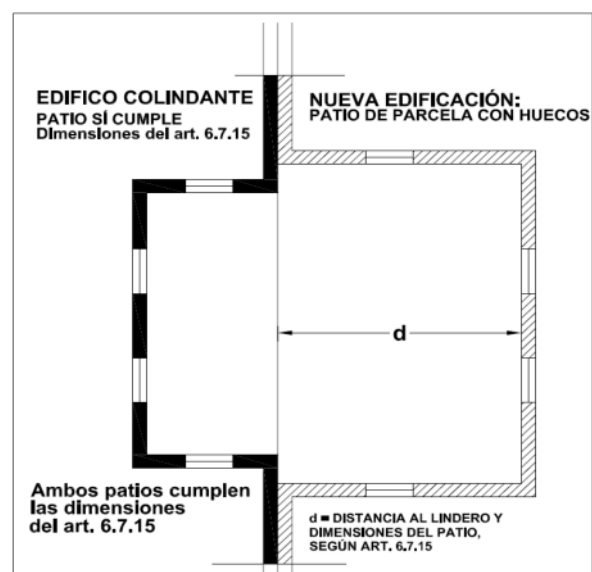 EDIFICO COLINDANTE
PATIO SÍ CUMPLE
Dimensiones del art. 6.7.15
NUEVA EDIFICACIÓN:
PATIO DE PARCELA CON HUECOS
d
Ambos patios cumplen
las dimensiones
del art. 6.7.15
d = DISTANCIA AL LINDERO Y
DIMENSIONES DEL PATIO,
SEGÚN ART. 6.7.15